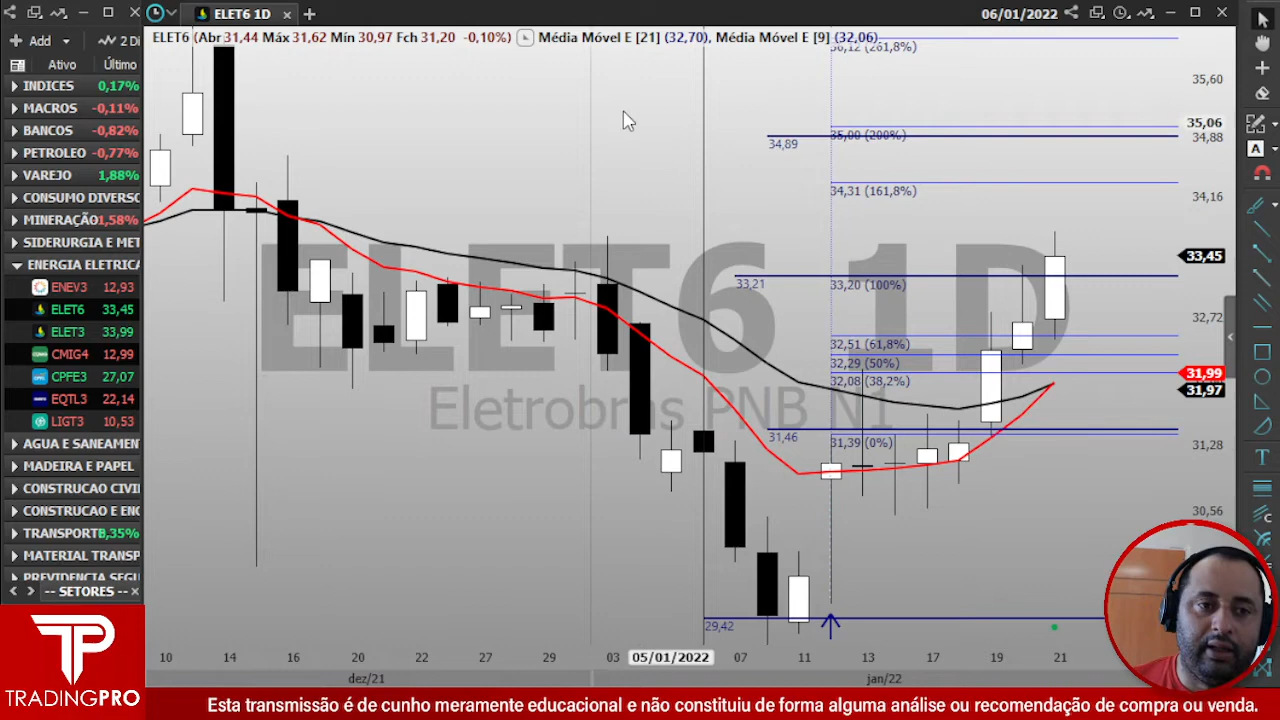 ELET6 1D
06/01/2022
Add
2 Di
ELET6 (Abr 31,44 Máx 31,62 Mín 30,97 Fch 31,20 -0,10%) Média Móvel E [21] (32,70), Média Móvel E [9] (32,06)
Ativo Último
INDICES 0,17%
MACROS -0,11%
BANCOS -0,82%
PETROLEO -0,77%
VAREJO 1,88%
CONSUMO DIVERSO
MINERAÇÃO -1,58%
SIDERURGIA E MET
ENERGIA ELETRICA
ENEV3 12,93
ELET6 33,45
ELET3 33,99
CMIG4 12,99
CPFE3 27,07
EQTL3 22,14
LIGT3 10,53
AGUA E SANEAMEN
MADEIRA E PAPEL
CONSTRUCAO CIVI
CONSTRUCAO E ENG
TRANSPORTE 0,35%
MATERIAL TRANSP
PREVIDENCIA SEGU
-- SETORES --
ELET6 1D
Eletrobras PNB N1
36,12 (261,8%)
35,00 (200%)
34,89
34,31 (161,8%)
33,21
33,20 (100%)
32,51 (61,8%)
32,29 (50%)
32,08 (38,2%)
31,46
31,39 (0%)
29,42
35,60
35,06
34,88
34,16
33,45
32,72
31,99
31,97
31,28
30,56
10 14 16 20 22 27 29 03 05/01/2022 07 11 13 17 19 21
dez/21 jan/22
A
T
C
TP
TRADINGPRO
Esta transmissão é de cunho meramente educacional e não constitui de forma alguma análise ou recomendação de compra ou venda.